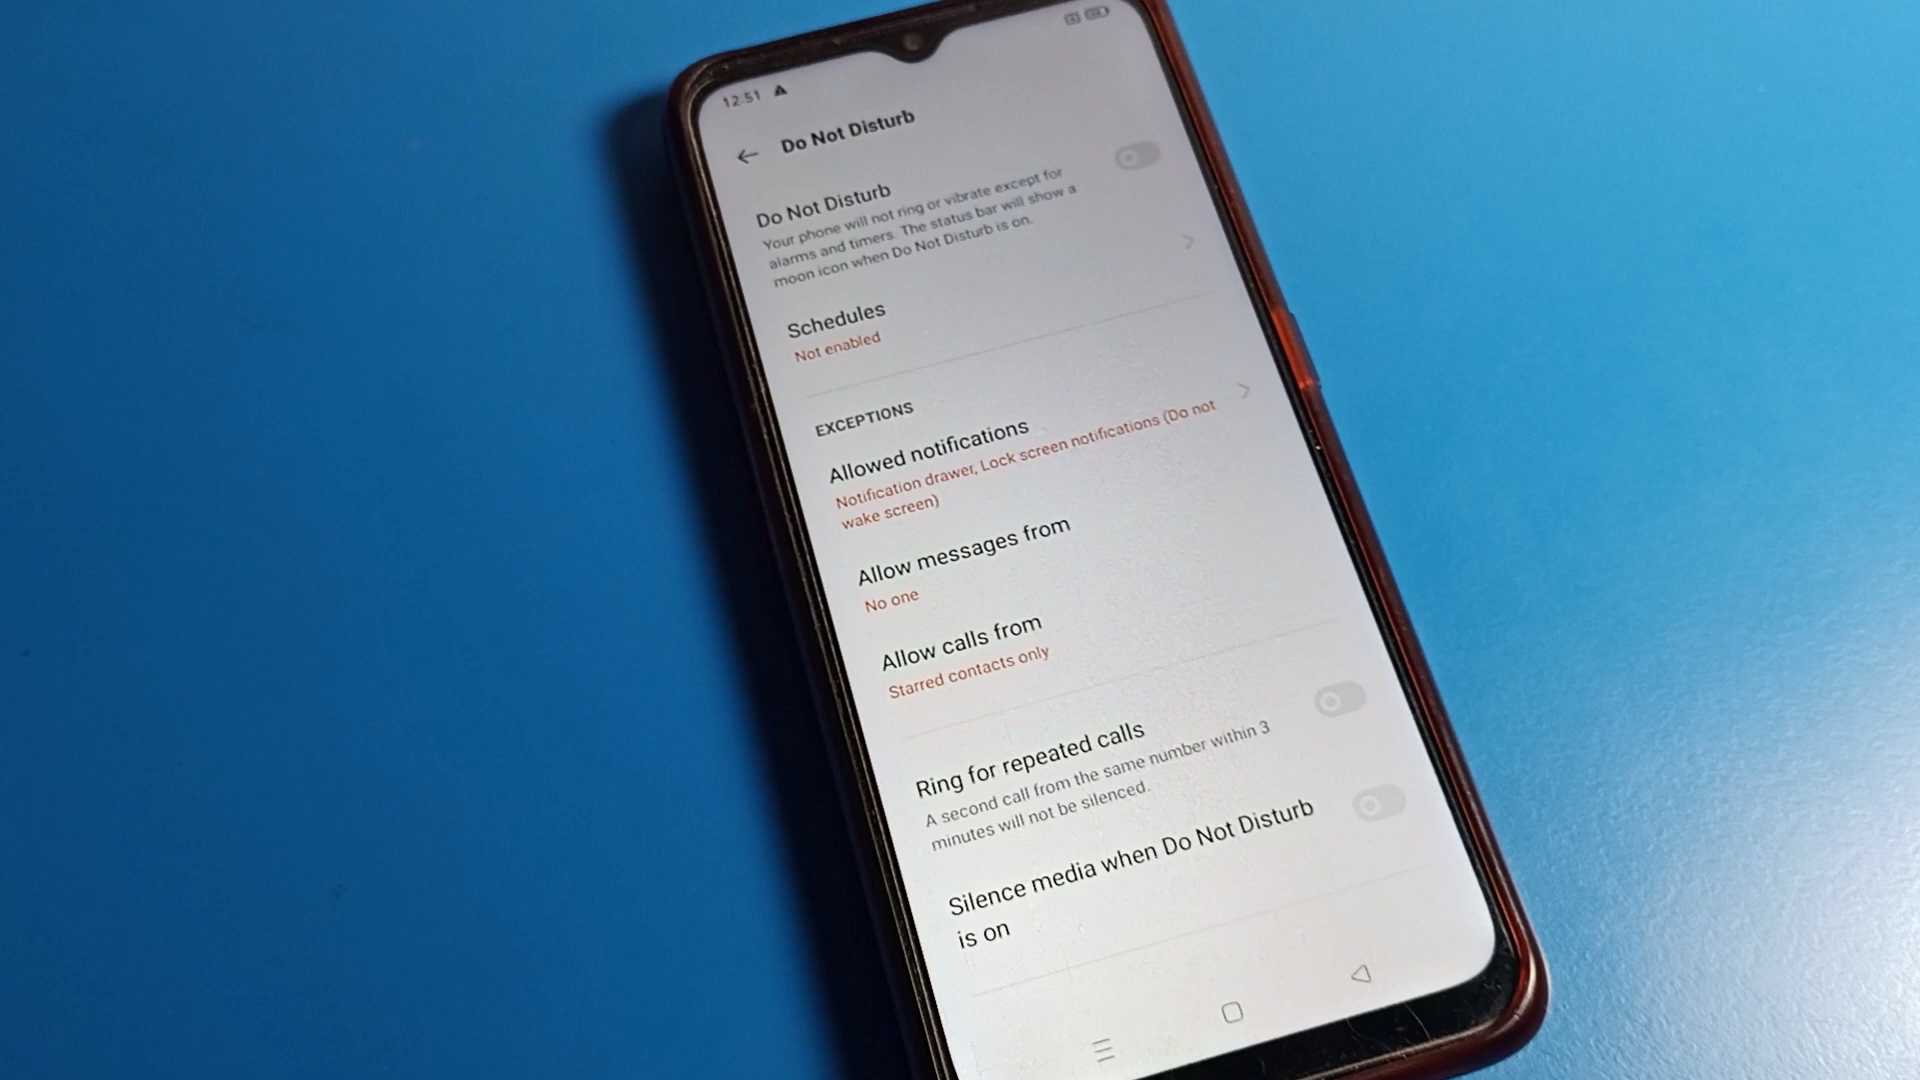 12:51
Do Not Disturb
Do Not Disturb
Your phone will not ring or vibrate except for
alarms and timers. The status bar will show a
moon icon when Do Not Disturb is on.
Schedules
Not enabled
EXCEPTIONS
Allowed notifications
Notification drawer, Lock screen notifications (Do not
wake screen)
Allow messages from
No one
Allow calls from
Starred contacts only
Ring for repeated calls
A second call from the same number within 3
minutes will not be silenced.
Silence media when Do Not Disturb
is on